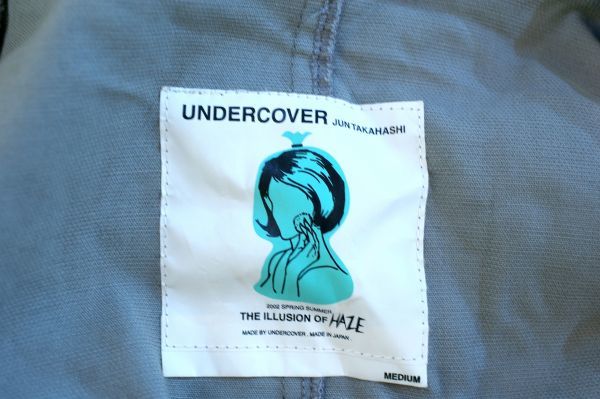 UNDERCOVER JUN TAKAHASHI
2002 SPRING SUMMER
THE ILLUSION OF HAZE
MADE BY UNDERCOVER . MADE IN JAPAN .
MEDIUM